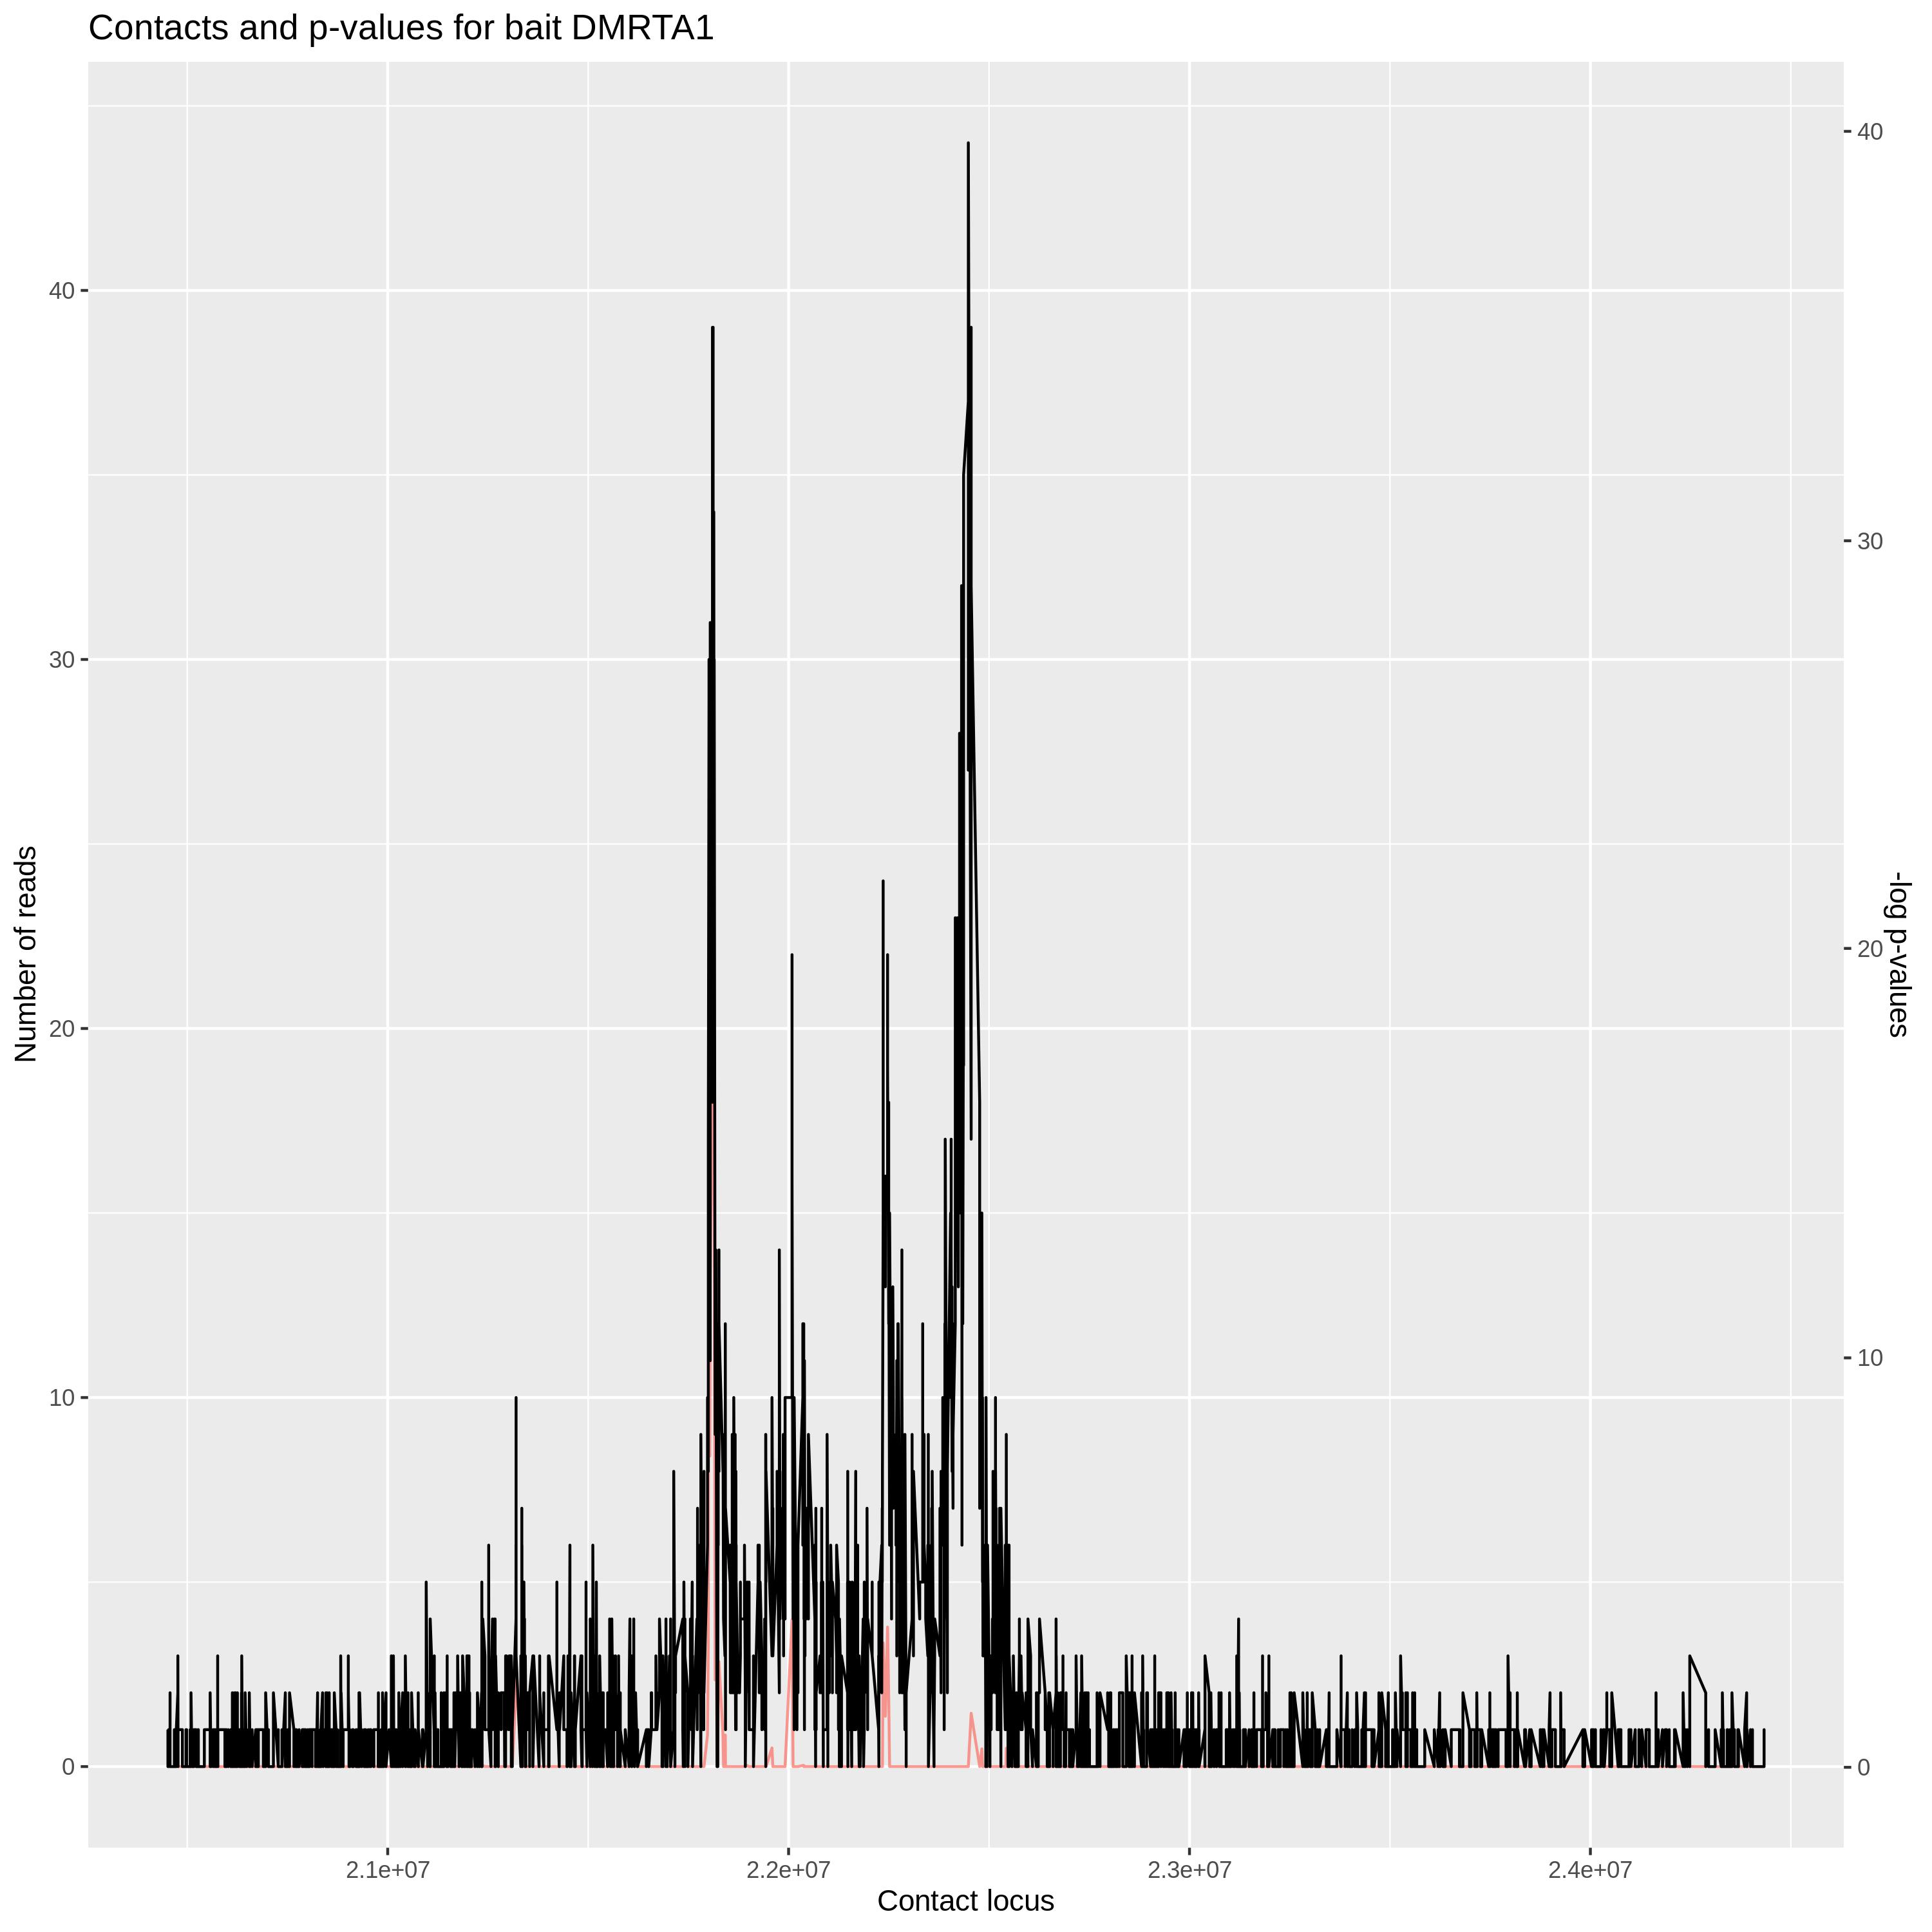 Contacts and p-values for bait DMRTA1
Number of reads
40
30
20
10
0
40
30
20
10
0
-log p-values
2.1e+07 2.2e+07 2.3e+07 2.4e+07
Contact locus